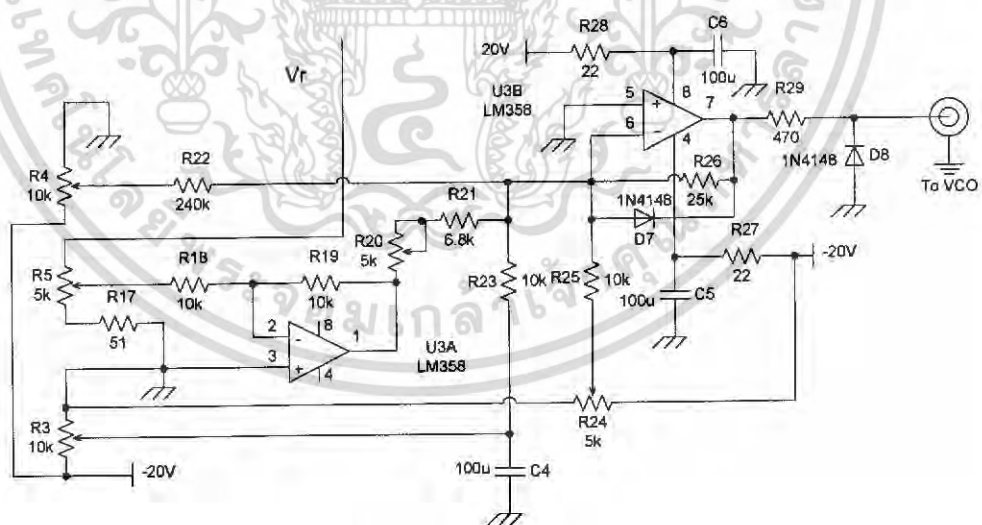 R28
C6
20V
22
100u
Vr
U3B
LM358
5
+
8
7
6
-
4
R29
470
1N4148
D8
To VCO
R4
10k
R22
240k
R26
25k
R21
6.8k
1N4148
D7
R27
22
-20V
R20
5k
R5
5k
R18
10k
R19
10k
R23
10k
R25
10k
R17
51
100u
C5
2
-
8
1
3
+
4
U3A
LM358
R24
5k
R3
10k
-20V
100u
C4